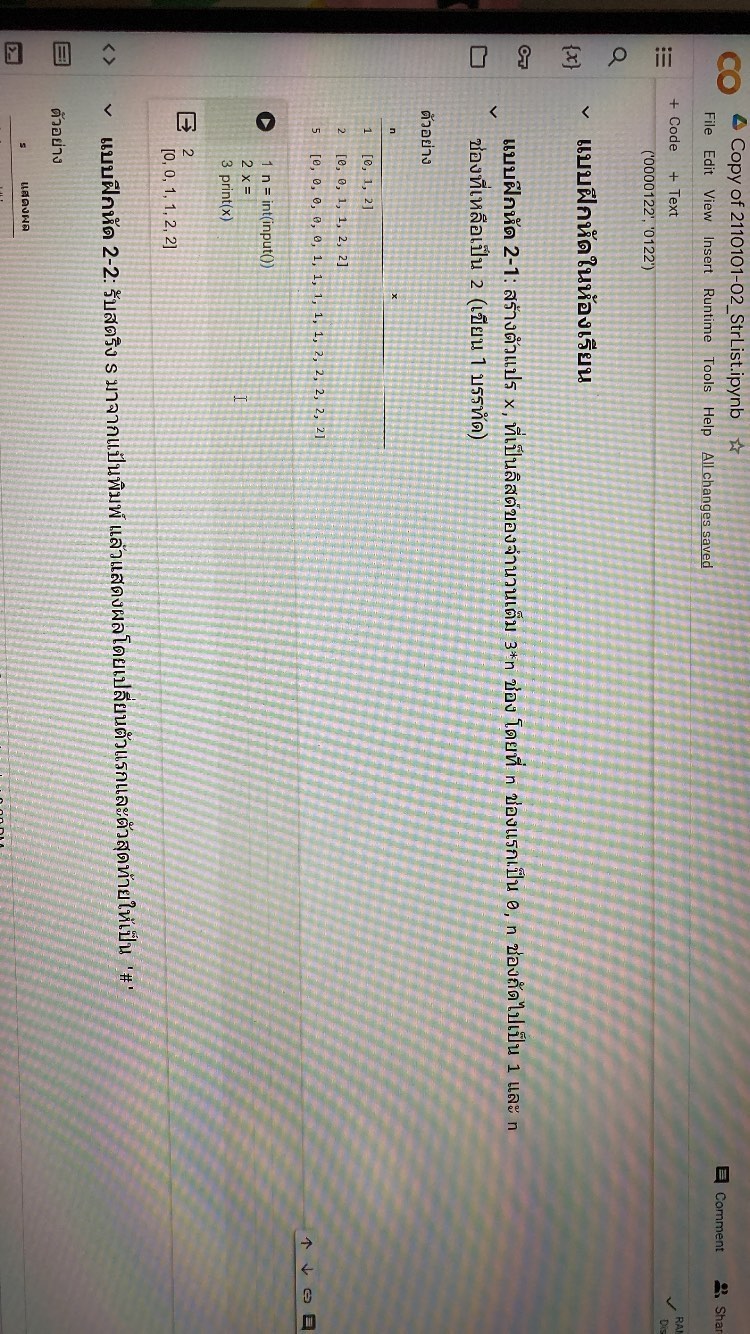 CO Copy of 2110101-02_StrList.ipynb ☆
File Edit View Insert Runtime Tools Help All changes saved
Comment
+ Code + Text
('0000122', '0122')
{x}
แบบฝึกหัดในห้องเรียน
แบบฝึกหัด 2-1: สร้างตัวแปร x, ที่เป็นลิสต์ของจำนวนเต็ม 3*n ช่อง โดยที่ n ช่องแรกเป็น 0, n ช่องถัดไปเป็น 1 และ n
ช่องที่เหลือเป็น 2 (เขียน 1 บรรทัด)
ตัวอย่าง
n x
1 [0, 1, 2]
2 [0, 0, 1, 1, 2, 2]
5 [0, 0, 0, 0, 0, 1, 1, 1, 1, 1, 2, 2, 2, 2, 2]
1 n = int(input())
2 x =
3 print(x)
2
[0, 0, 1, 1, 2, 2]
<>
แบบฝึกหัด 2-2: รับสตริง s มาจากแป้นพิมพ์ แล้วแสดงผลโดยเปลี่ยนตัวแรกและตัวสุดท้ายให้เป็น '#'
ตัวอย่าง
s แสดงผล